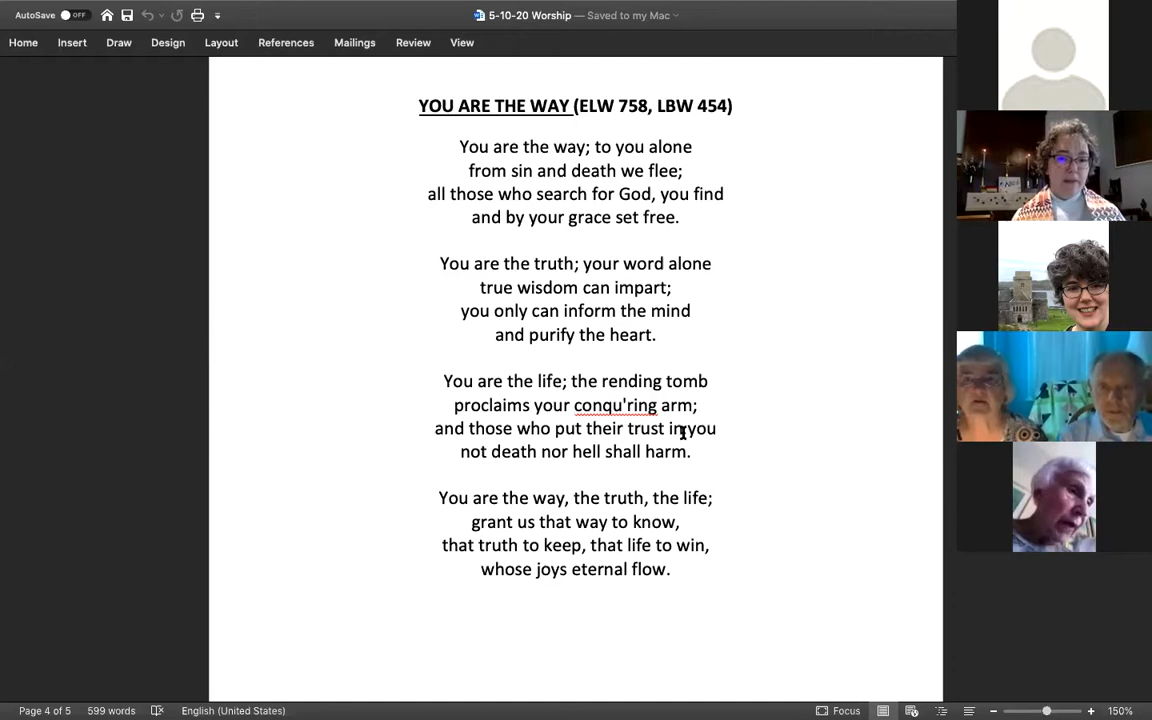 AutoSave OFF
5-10-20 Worship — Saved to my Mac
Home Insert Draw Design Layout References Mailings Review View
YOU ARE THE WAY (ELW 758, LBW 454)
You are the way; to you alone
from sin and death we flee;
all those who search for God, you find
and by your grace set free.
You are the truth; your word alone
true wisdom can impart;
you only can inform the mind
and purify the heart.
You are the life; the rending tomb
proclaims your conqu'ring arm;
and those who put their trust in you
not death nor hell shall harm.
You are the way, the truth, the life;
grant us that way to know,
that truth to keep, that life to win,
whose joys eternal flow.
Page 4 of 5 599 words English (United States) Focus 150%